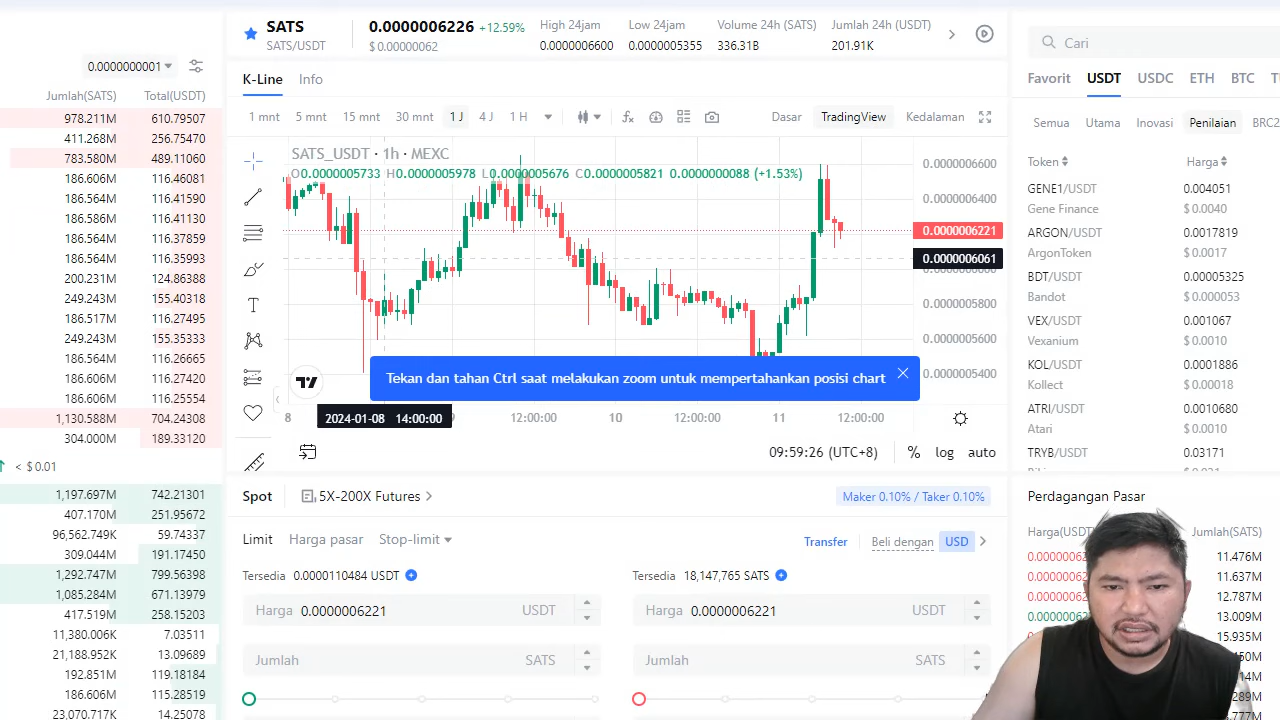 SATS
SATS/USDT
0.0000006226 +12.59%
$ 0.00000062
High 24jam
0.0000006600
Low 24jam
0.0000005355
Volume 24h (SATS)
336.31B
Jumlah 24h (USDT)
201.91K
Cari
0.0000000001
Jumlah(SATS) Total(USDT)
978.211M 610.79507
411.268M 256.75470
783.580M 489.11060
186.606M 116.46081
186.564M 116.41590
186.586M 116.41130
186.564M 116.37859
186.564M 116.35993
200.231M 124.86388
249.243M 155.40318
186.717M 116.27495
249.243M 155.35333
186.564M 116.26665
186.606M 116.27420
186.606M 116.25554
1,130.588M 704.24308
304.000M 189.33120
< $ 0.01
1,197.697M 742.21301
407.170M 251.95672
96,562.749K 59.74337
309.044M 191.17450
1,292.747M 799.56398
1,085.284M 671.13979
417.519M 258.15203
11,380.006K 7.03511
21,188.952K 13.09689
192.851M 119.18184
186.606M 115.28519
23,070.717K 14.25078
K-Line Info
1 mnt 5 mnt 15 mnt 30 mnt 1 J 4 J 1 H
Dasar TradingView Kedalaman
SATS_USDT · 1h · MEXC
O0.0000005733 H0.0000005978 L0.0000005676 C0.0000005821 0.0000000088 (+1.53%)
0.0000006600
0.0000006400
0.0000006221
0.0000006061
0.0000005800
0.0000005600
0.0000005400
Tekan dan tahan Ctrl saat melakukan zoom untuk mempertahankan posisi chart
8 2024-01-08 14:00:00 12:00:00 10 12:00:00 11 12:00:00
09:59:26 (UTC+8) % log auto
Spot 5X-200X Futures
Maker 0.10% / Taker 0.10%
Limit Harga pasar Stop-limit
Transfer Beli dengan USD
Tersedia 0.0000110484 USDT
Harga 0.0000006221 USDT
Jumlah SATS
Tersedia 18,147,765 SATS
Harga 0.0000006221 USDT
Jumlah SATS
Favorit USDT USDC ETH BTC
Semua Utama Inovasi Penilaian BRC2
Token Harga
GENE1/USDT 0.004051
Gene Finance $ 0.0040
ARGON/USDT 0.0017819
ArgonToken $ 0.0017
BDT/USDT 0.00005325
Bandot $ 0.000053
VEX/USDT 0.001067
Vexanium $ 0.0010
KOL/USDT 0.0001886
Kollect $ 0.00018
ATRI/USDT 0.0010680
Atari $ 0.0010
TRYB/USDT 0.03171
Perdagangan Pasar
Harga(USDT Jumlah(SATS)
11.476M
11.637M
12.787M
13.009M
15.935M